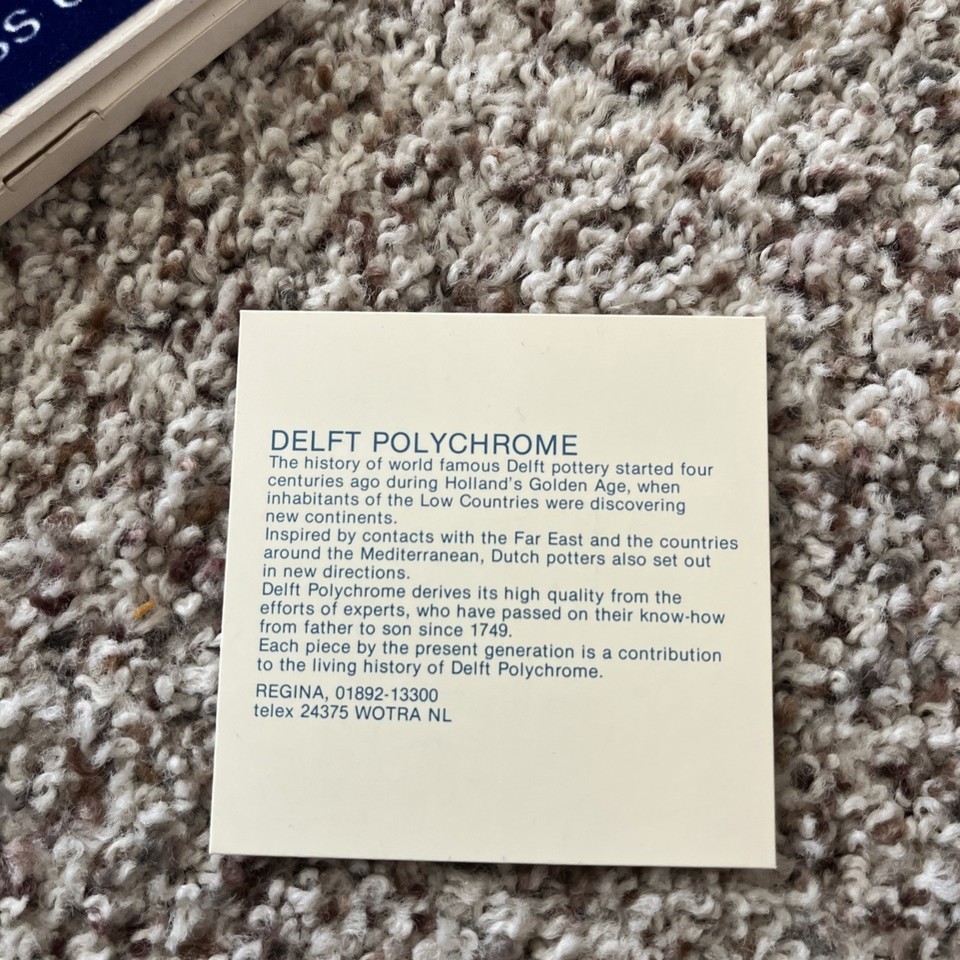 ss
DELFT POLYCHROME
The history of world famous Delft pottery started four
centuries ago during Holland's Golden Age, when
inhabitants of the Low Countries were discovering
new continents.
Inspired by contacts with the Far East and the countries
around the Mediterranean, Dutch potters also set out
in new directions.
Delft Polychrome derives its high quality from the
efforts of experts, who have passed on their know-how
from father to son since 1749.
Each piece by the present generation is a contribution
to the living history of Delft Polychrome.
REGINA, 01892-13300
telex 24375 WOTRA NL